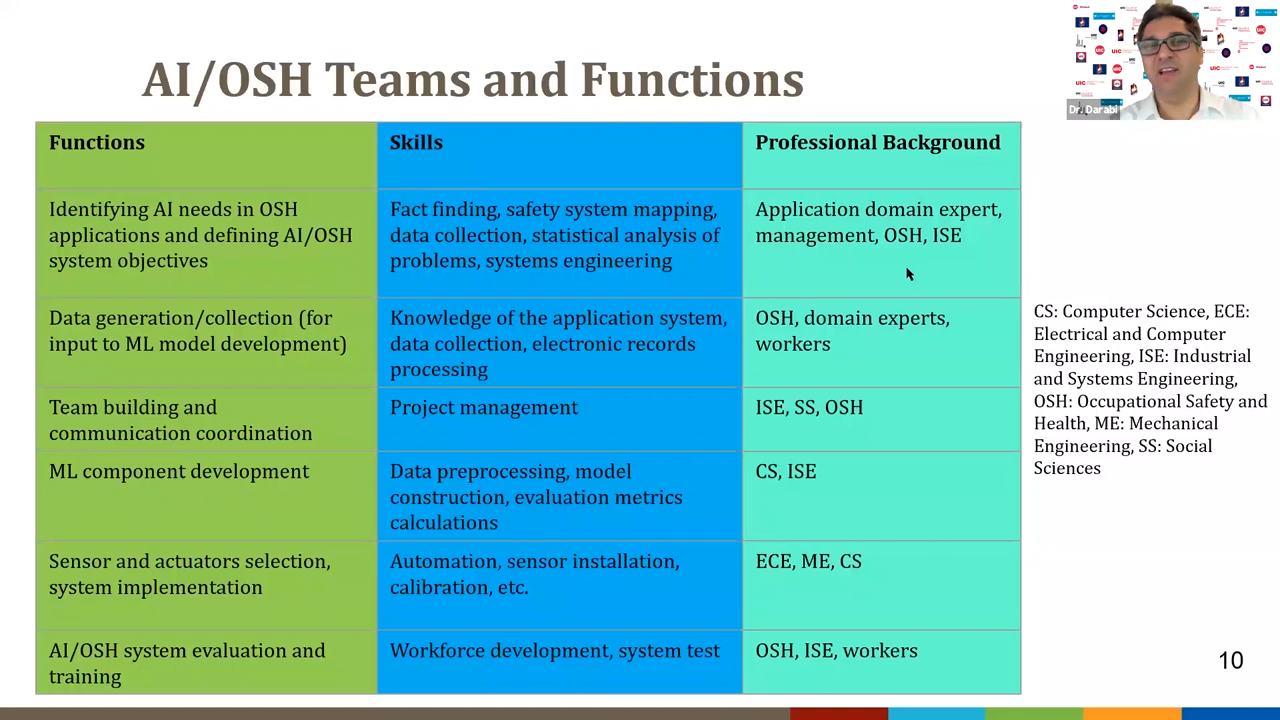 AI/OSH Teams and Functions
Dr. Darabi
Functions
Skills
Professional Background
Identifying AI needs in OSH
applications and defining AI/OSH
system objectives
Fact finding, safety system mapping,
data collection, statistical analysis of
problems, systems engineering
Application domain expert,
management, OSH, ISE
Data generation/collection (for
input to ML model development)
Knowledge of the application system,
data collection, electronic records
processing
OSH, domain experts,
workers
Team building and
communication coordination
Project management
ISE, SS, OSH
ML component development
Data preprocessing, model
construction, evaluation metrics
calculations
CS, ISE
Sensor and actuators selection,
system implementation
Automation, sensor installation,
calibration, etc.
ECE, ME, CS
AI/OSH system evaluation and
training
Workforce development, system test
OSH, ISE, workers
CS: Computer Science, ECE:
Electrical and Computer
Engineering, ISE: Industrial
and Systems Engineering,
OSH: Occupational Safety and
Health, ME: Mechanical
Engineering, SS: Social
Sciences
10